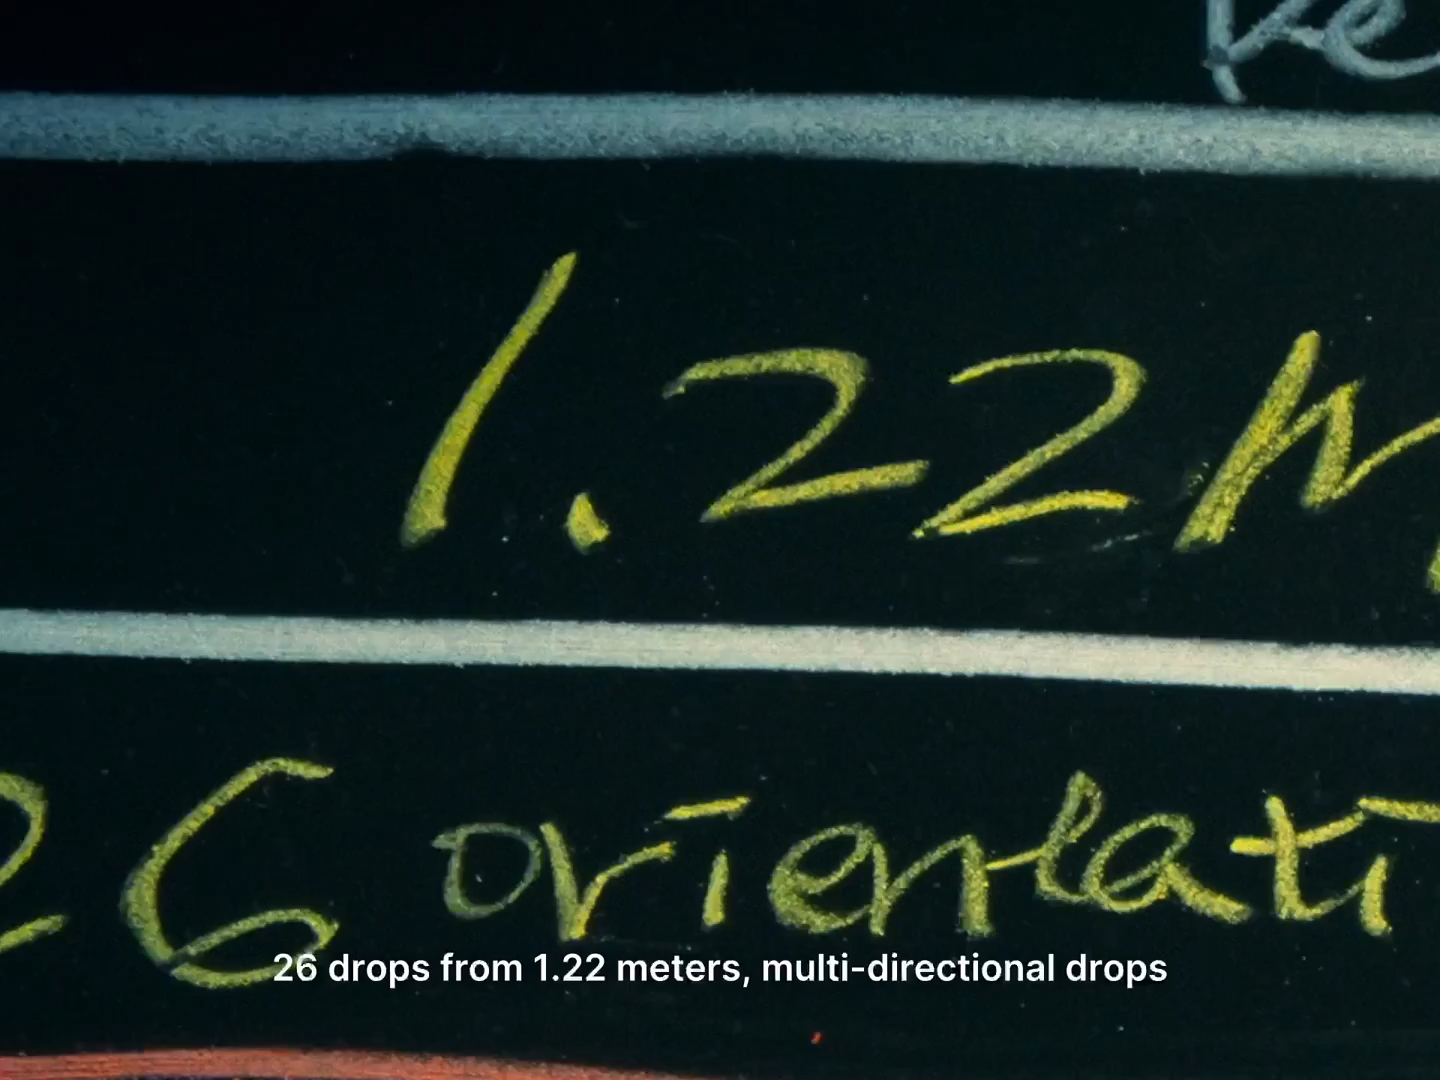 1.22m
26 orientati
26 drops from 1.22 meters, multi-directional drops